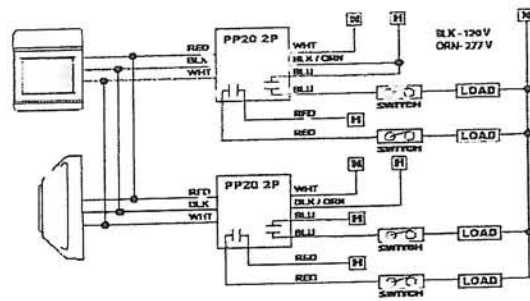 N H N
PP20 2P
BLK - 120 V
ORN - 277 V
RED
BLK
WHT
WHT
BLK / ORN
BLU
BLU
SWITCH
LOAD
RED
H
RED
SWITCH
LOAD
PP20 2P
N H
RED
BLK
WHT
WHT
BLK / ORN
BLU
H
BLU
SWITCH
LOAD
RED
H
RED
SWITCH
LOAD